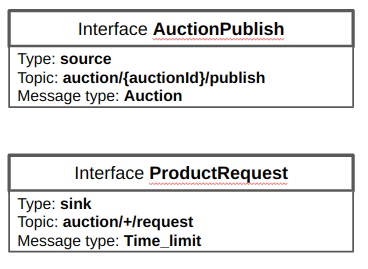 Interface AuctionPublish
Type: source
Topic: auction/{auctionId}/publish
Message type: Auction
Interface ProductRequest
Type: sink
Topic: auction/+/request
Message type: Time_limit